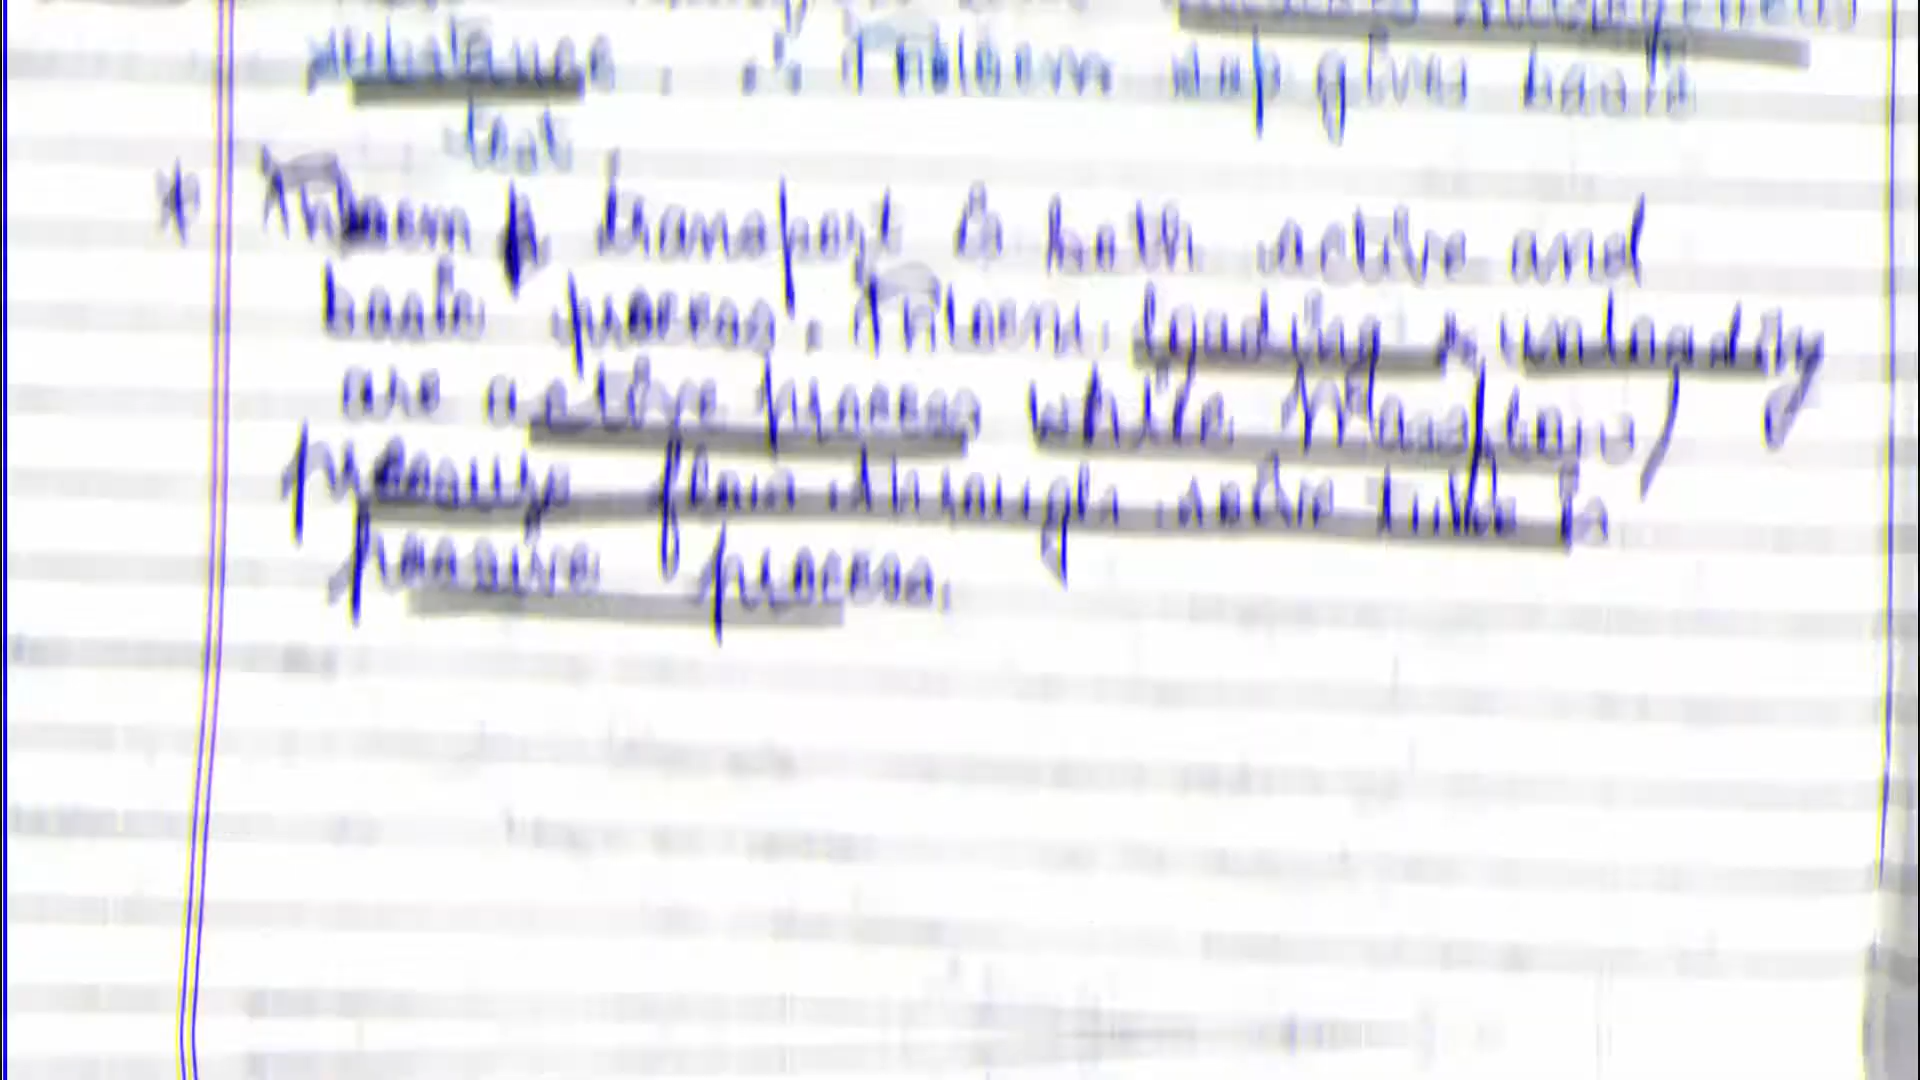 substance. ∴ Phloem sap gives basic
test
* Phloem transport is both active and
basic process. Phloem loading & unloading
are active process while Mass flow /
pressure flow through sieve tube is
passive process.